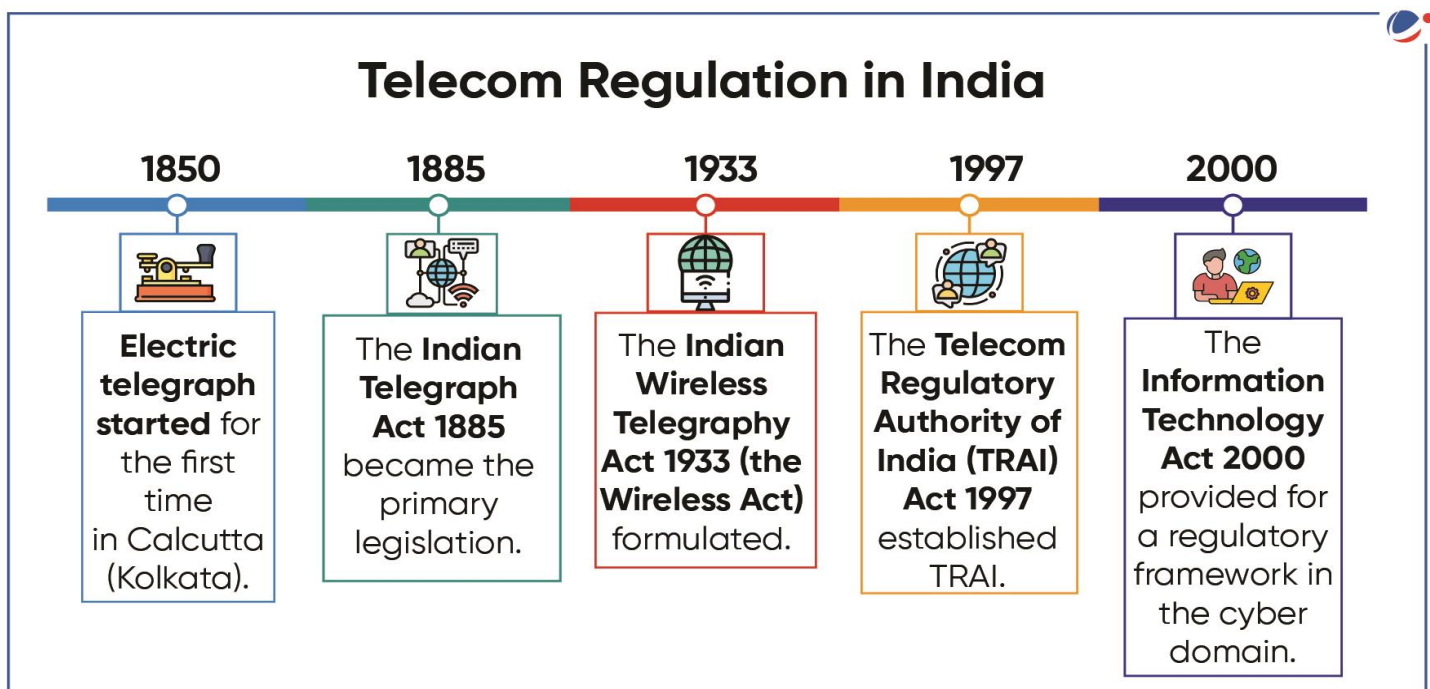 Telecom Regulation in India
1850
Electric
telegraph
started for
the first
time
in Calcutta
(Kolkata).
1885
The Indian
Telegraph
Act 1885
became the
primary
legislation.
1933
The Indian
Wireless
Telegraphy
Act 1933 (the
Wireless Act)
formulated.
1997
The Telecom
Regulatory
Authority of
India (TRAI)
Act 1997
established
TRAI.
2000
The
Information
Technology
Act 2000
provided for
a regulatory
framework in
the cyber
domain.